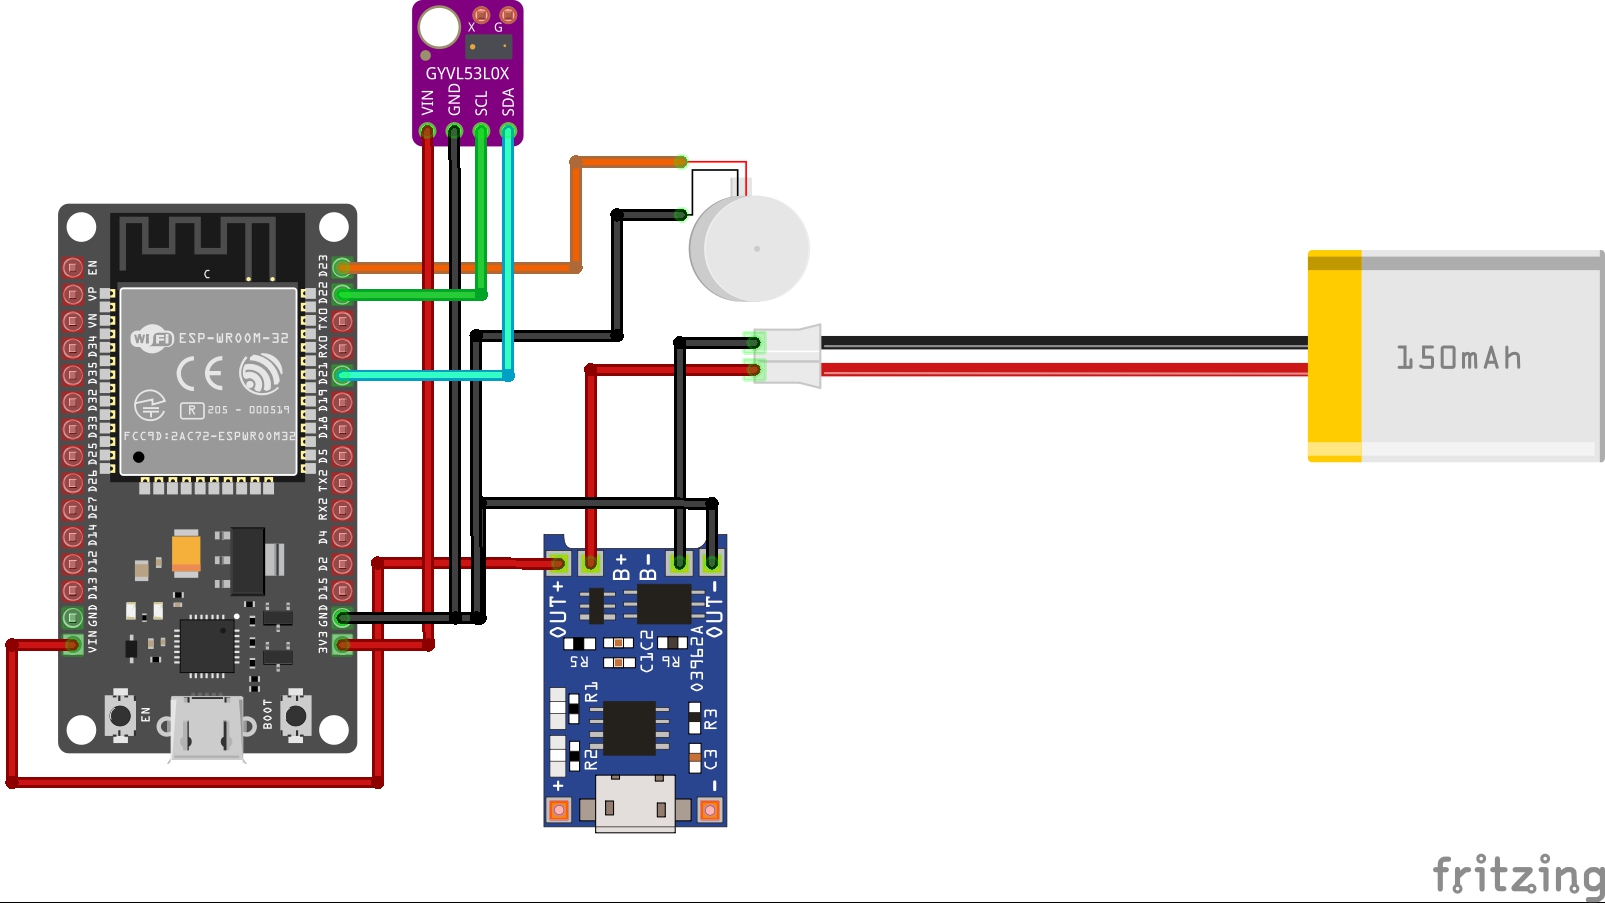 X G
GYVL53L0X
VIN
GND
SCL
SDA
C
EN
VP
VN
D34
D35
D32
D33
D25
D26
D27
D14
D12
D13
GND
VIN
D23
D22
TX0
RX0
D21
D19
D18
D5
TX2
RX2
D4
D2
D15
GND
3V3
WiFi ESP-WROOM-32
CE
R 205 - 000519
FCC9D:2AC72-ESPWROOM32
EN
BOOT
150mAh
B+
B-
OUT+
OUT-
R5
C1
C2
R6
03962A
R1
R2
R3
C3
+
-
fritzing